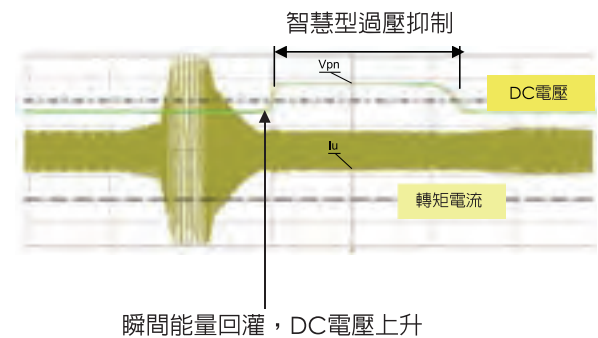 智慧型過壓抑制
Vpn
DC電壓
Iu
轉矩電流
瞬間能量回灌，DC電壓上升